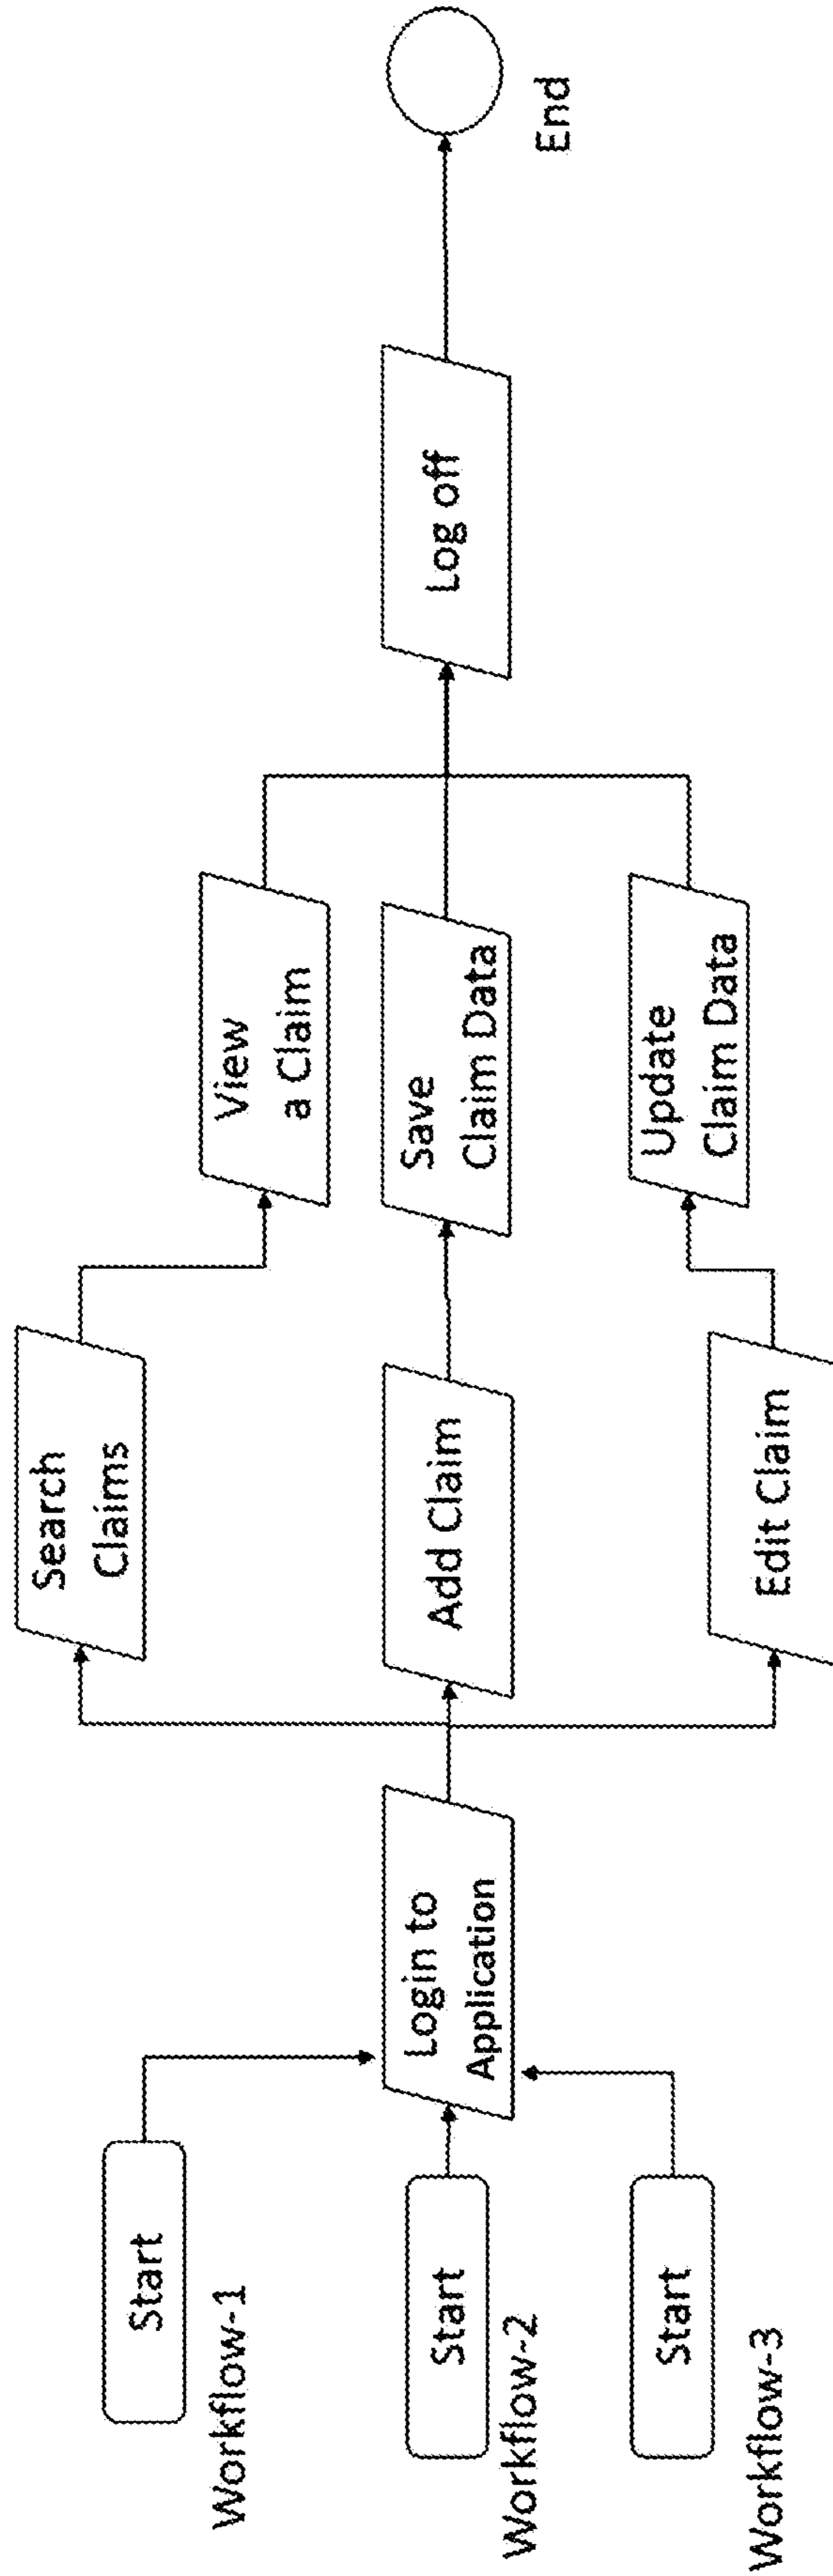 Start
Workflow-1
Start
Workflow-2
Start
Workflow-3
Login to
Application
Search
Claims
Add Claim
Edit Claim
View
a Claim
Save
Claim Data
Update
Claim Data
Log off
End